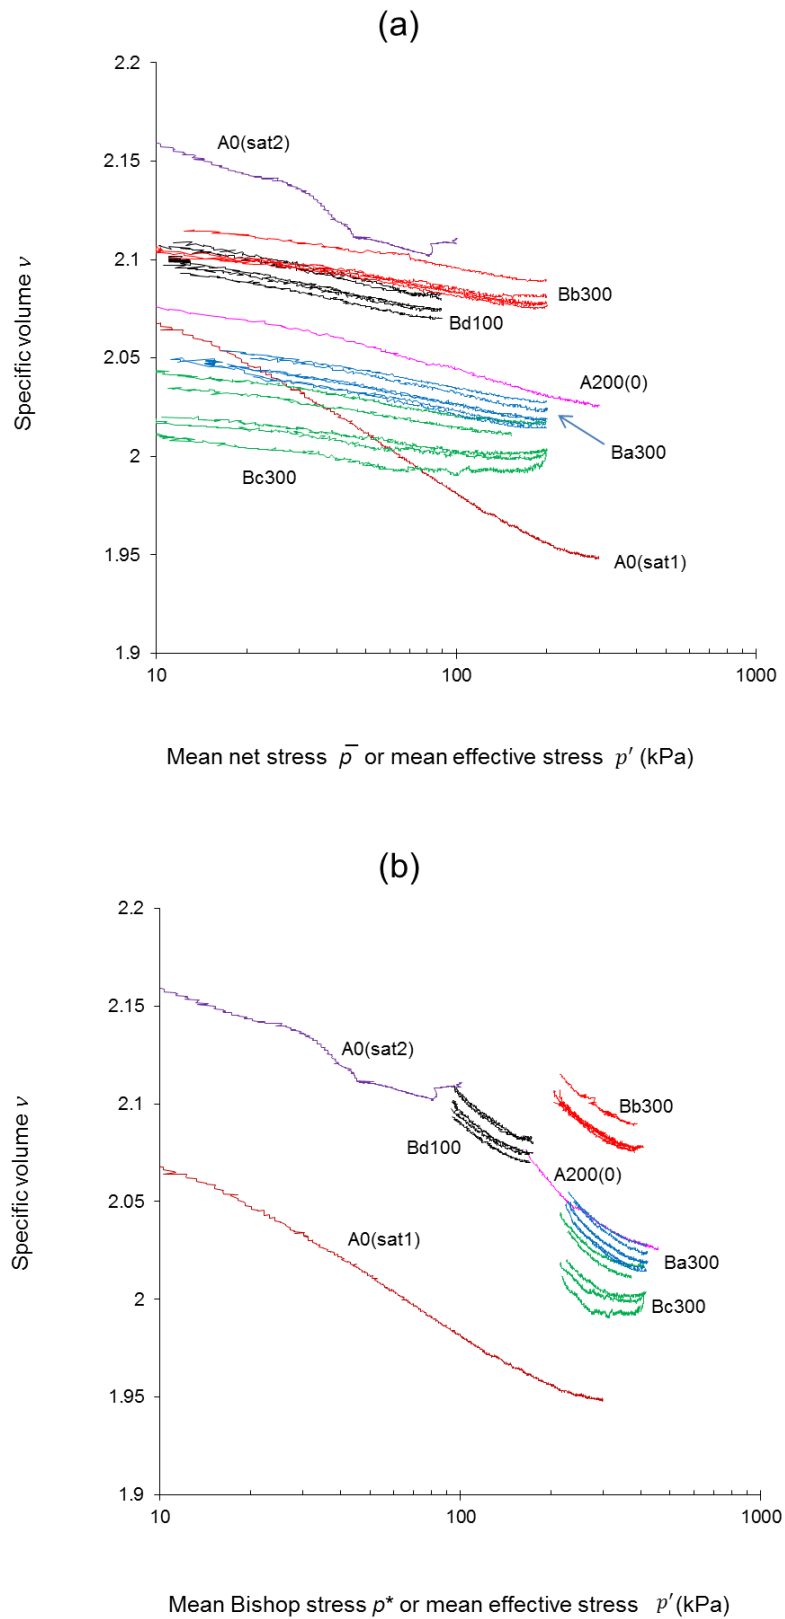 (a)
2.2
A0(sat2)
2.15
2.1
Bb300
Bd100
2.05
A200(0)
2
Ba300
Bc300
1.95
A0(sat1)
1.9
10
100
1000
Specific volume v
Mean net stress p̅ or mean effective stress p′ (kPa)
(b)
2.2
2.15
A0(sat2)
2.1
Bb300
Bd100
A200(0)
2.05
A0(sat1)
Ba300
2
Bc300
1.95
1.9
10
100
1000
Specific volume v
Mean Bishop stress p* or mean effective stress p′(kPa)